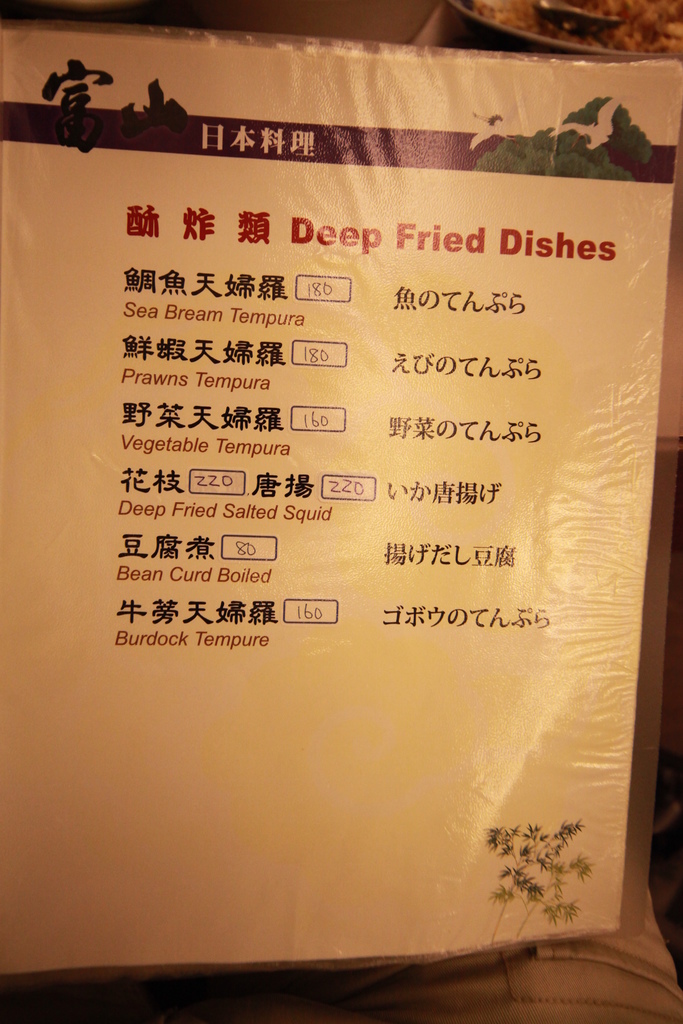 富山
日本料理
酥炸類 Deep Fried Dishes
鯛魚天婦羅 180 魚のてんぷら
Sea Bream Tempura
鮮蝦天婦羅 180 えびのてんぷら
Prawns Tempura
野菜天婦羅 160 野菜のてんぷら
Vegetable Tempura
花枝 220 唐揚 220 いか唐揚げ
Deep Fried Salted Squid
豆腐煮 80 揚げだし豆腐
Bean Curd Boiled
牛蒡天婦羅 160 ゴボウのてんぷら
Burdock Tempure